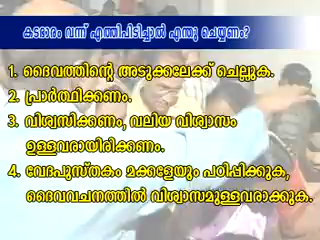 കടഭാരം വന്ന് എത്തിപിടിച്ചാൽ എന്തു ചെയ്യണം?
1. ദൈവത്തിന്റെ അടുക്കലേക്ക് ചെല്ലുക.
2. പ്രാർത്ഥിക്കണം.
3. വിശ്വസിക്കണം, വലിയ വിശ്വാസം
ഉള്ളവരായിരിക്കണം.
4. വേദപുസ്തകം മക്കളേയും പഠിപ്പിക്കുക,
ദൈവവചനത്തിൽ വിശ്വാസമുള്ളവരാക്കുക.